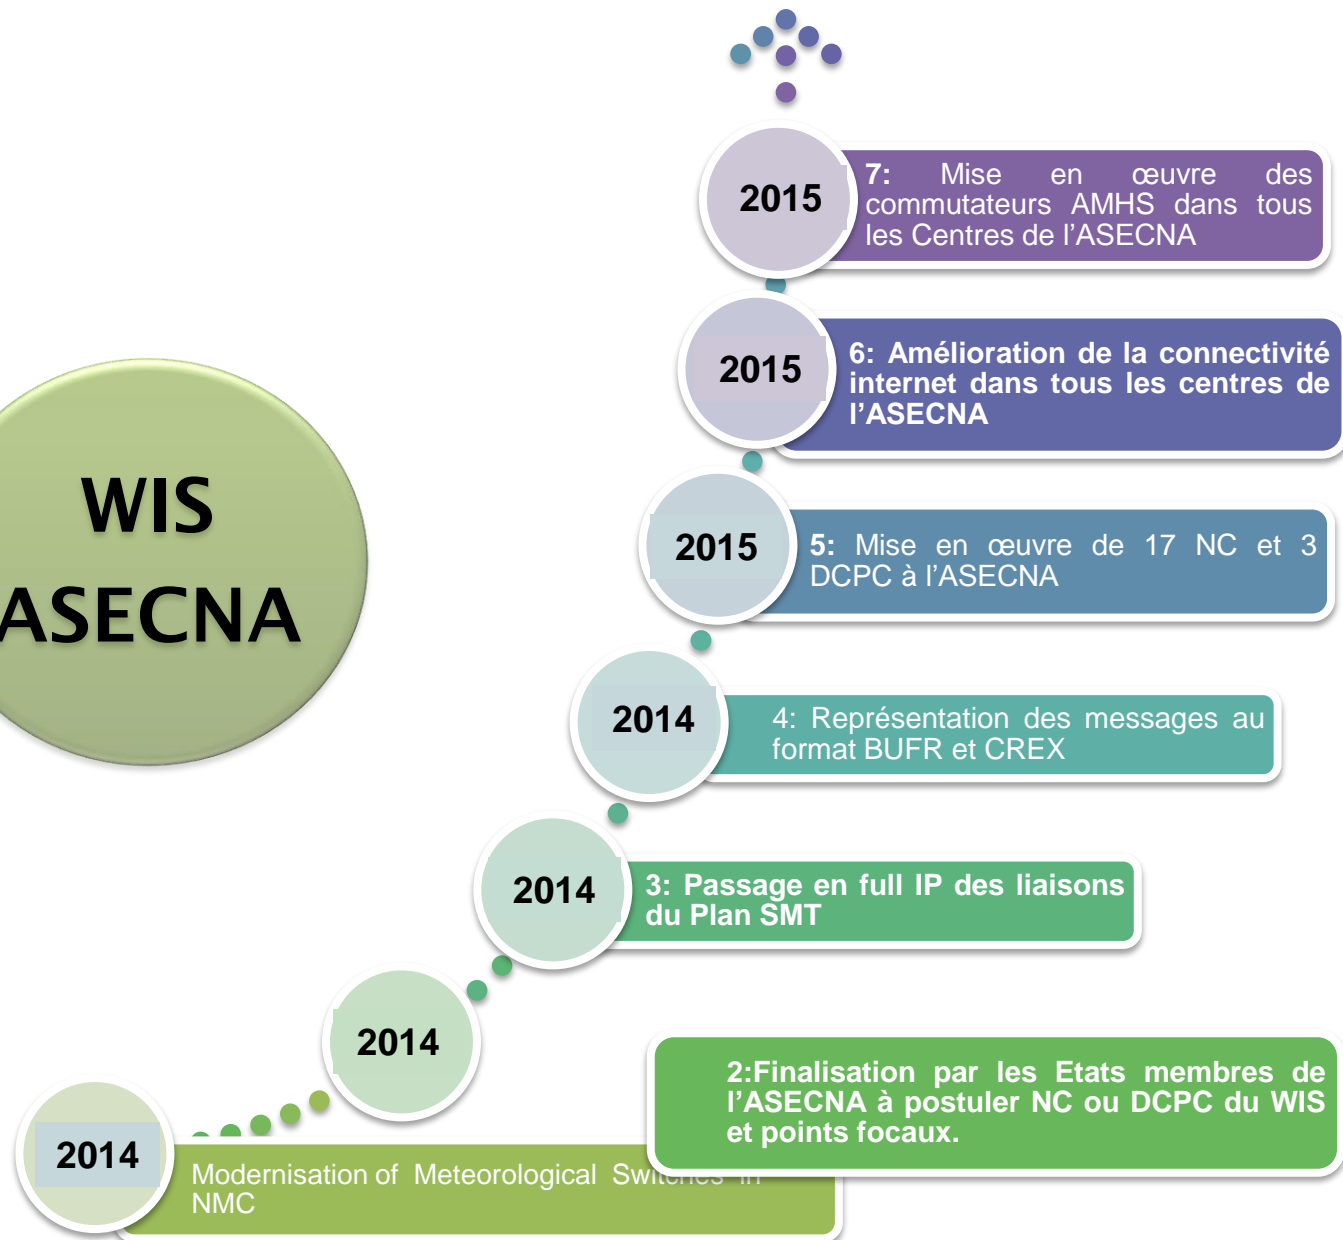 2015
7: Mise en œuvre des
commutateurs AMHS dans tous
les Centres de l'ASECNA
2015
6: Amélioration de la connectivité
internet dans tous les centres de
l'ASECNA
WIS
ASECNA
2015
5: Mise en œuvre de 17 NC et 3
DCPC à l'ASECNA
2014
4: Représentation des messages au
format BUFR et CREX
2014
3: Passage en full IP des liaisons
du Plan SMT
2014
2:Finalisation par les Etats membres de
l'ASECNA à postuler NC ou DCPC du WIS
et points focaux.
2014
Modernisation of Meteorological Switches in
NMC